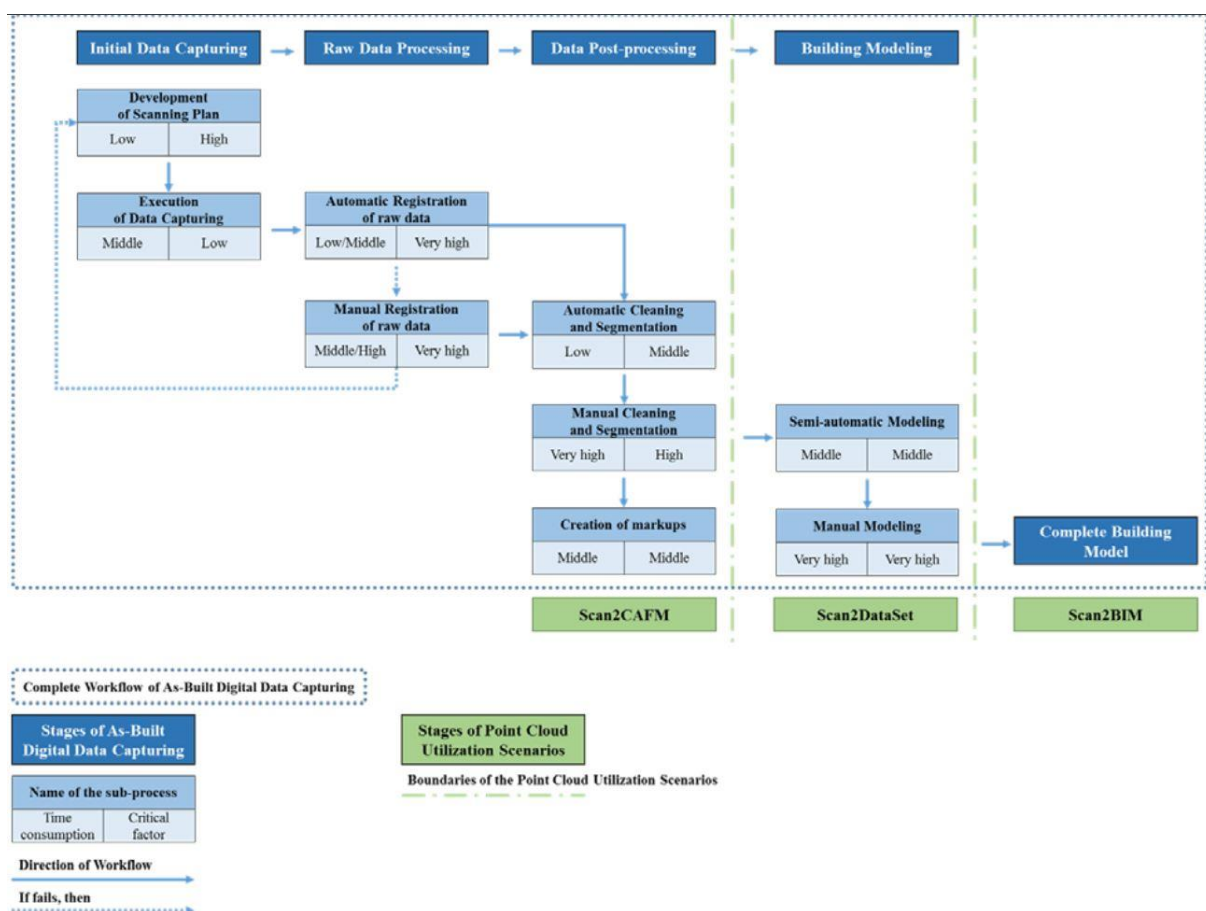 Initial Data Capturing
Raw Data Processing
Data Post-processing
Building Modeling
Development
of Scanning Plan
Low
High
Execution
of Data Capturing
Middle
Low
Automatic Registration
of raw data
Low/Middle
Very high
Manual Registration
of raw data
Middle/High
Very high
Automatic Cleaning
and Segmentation
Low
Middle
Manual Cleaning
and Segmentation
Very high
High
Creation of markups
Middle
Middle
Semi-automatic Modeling
Middle
Middle
Manual Modeling
Very high
Very high
Complete Building
Model
Scan2CAFM
Scan2DataSet
Scan2BIM
Complete Workflow of As-Built Digital Data Capturing
Stages of As-Built
Digital Data Capturing
Name of the sub-process
Time
consumption
Critical
factor
Direction of Workflow
If fails, then
Stages of Point Cloud
Utilization Scenarios
Boundaries of the Point Cloud Utilization Scenarios